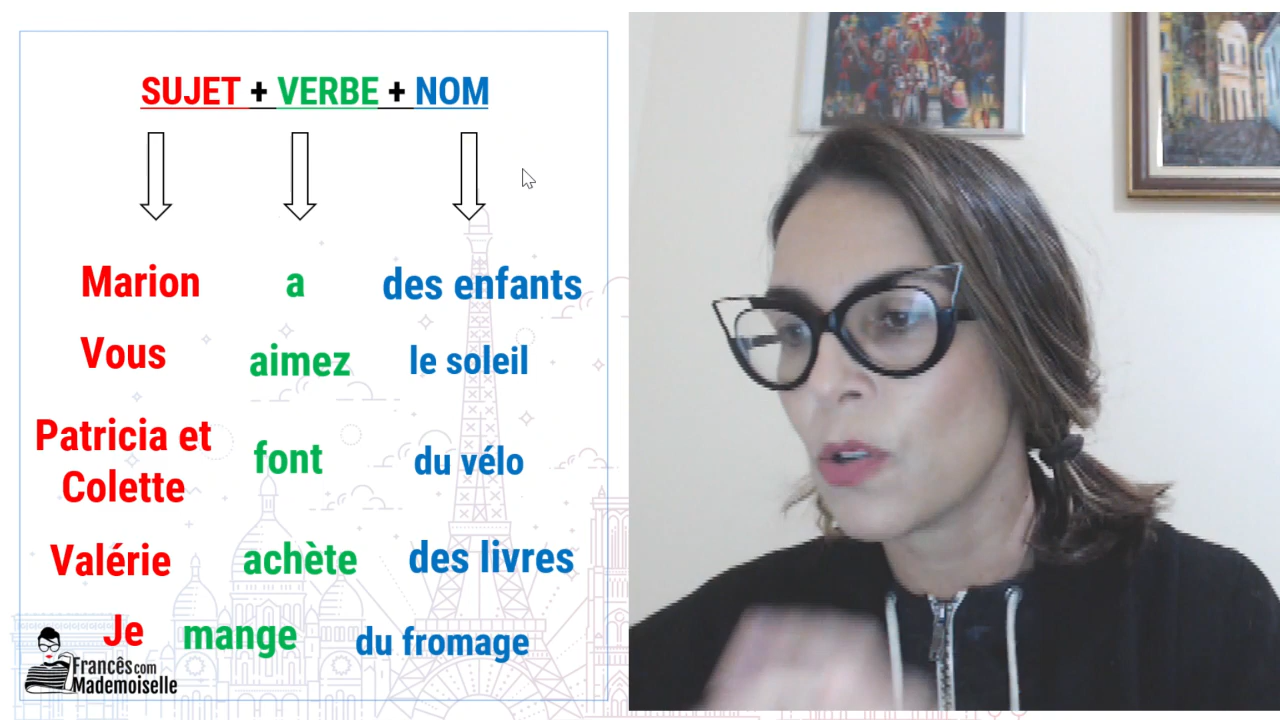 SUJET + VERBE + NOM
Marion a des enfants
Vous aimez le soleil
Patricia et
Colette font du vélo
Valérie achète des livres
Je mange du fromage
Francês com
Mademoiselle